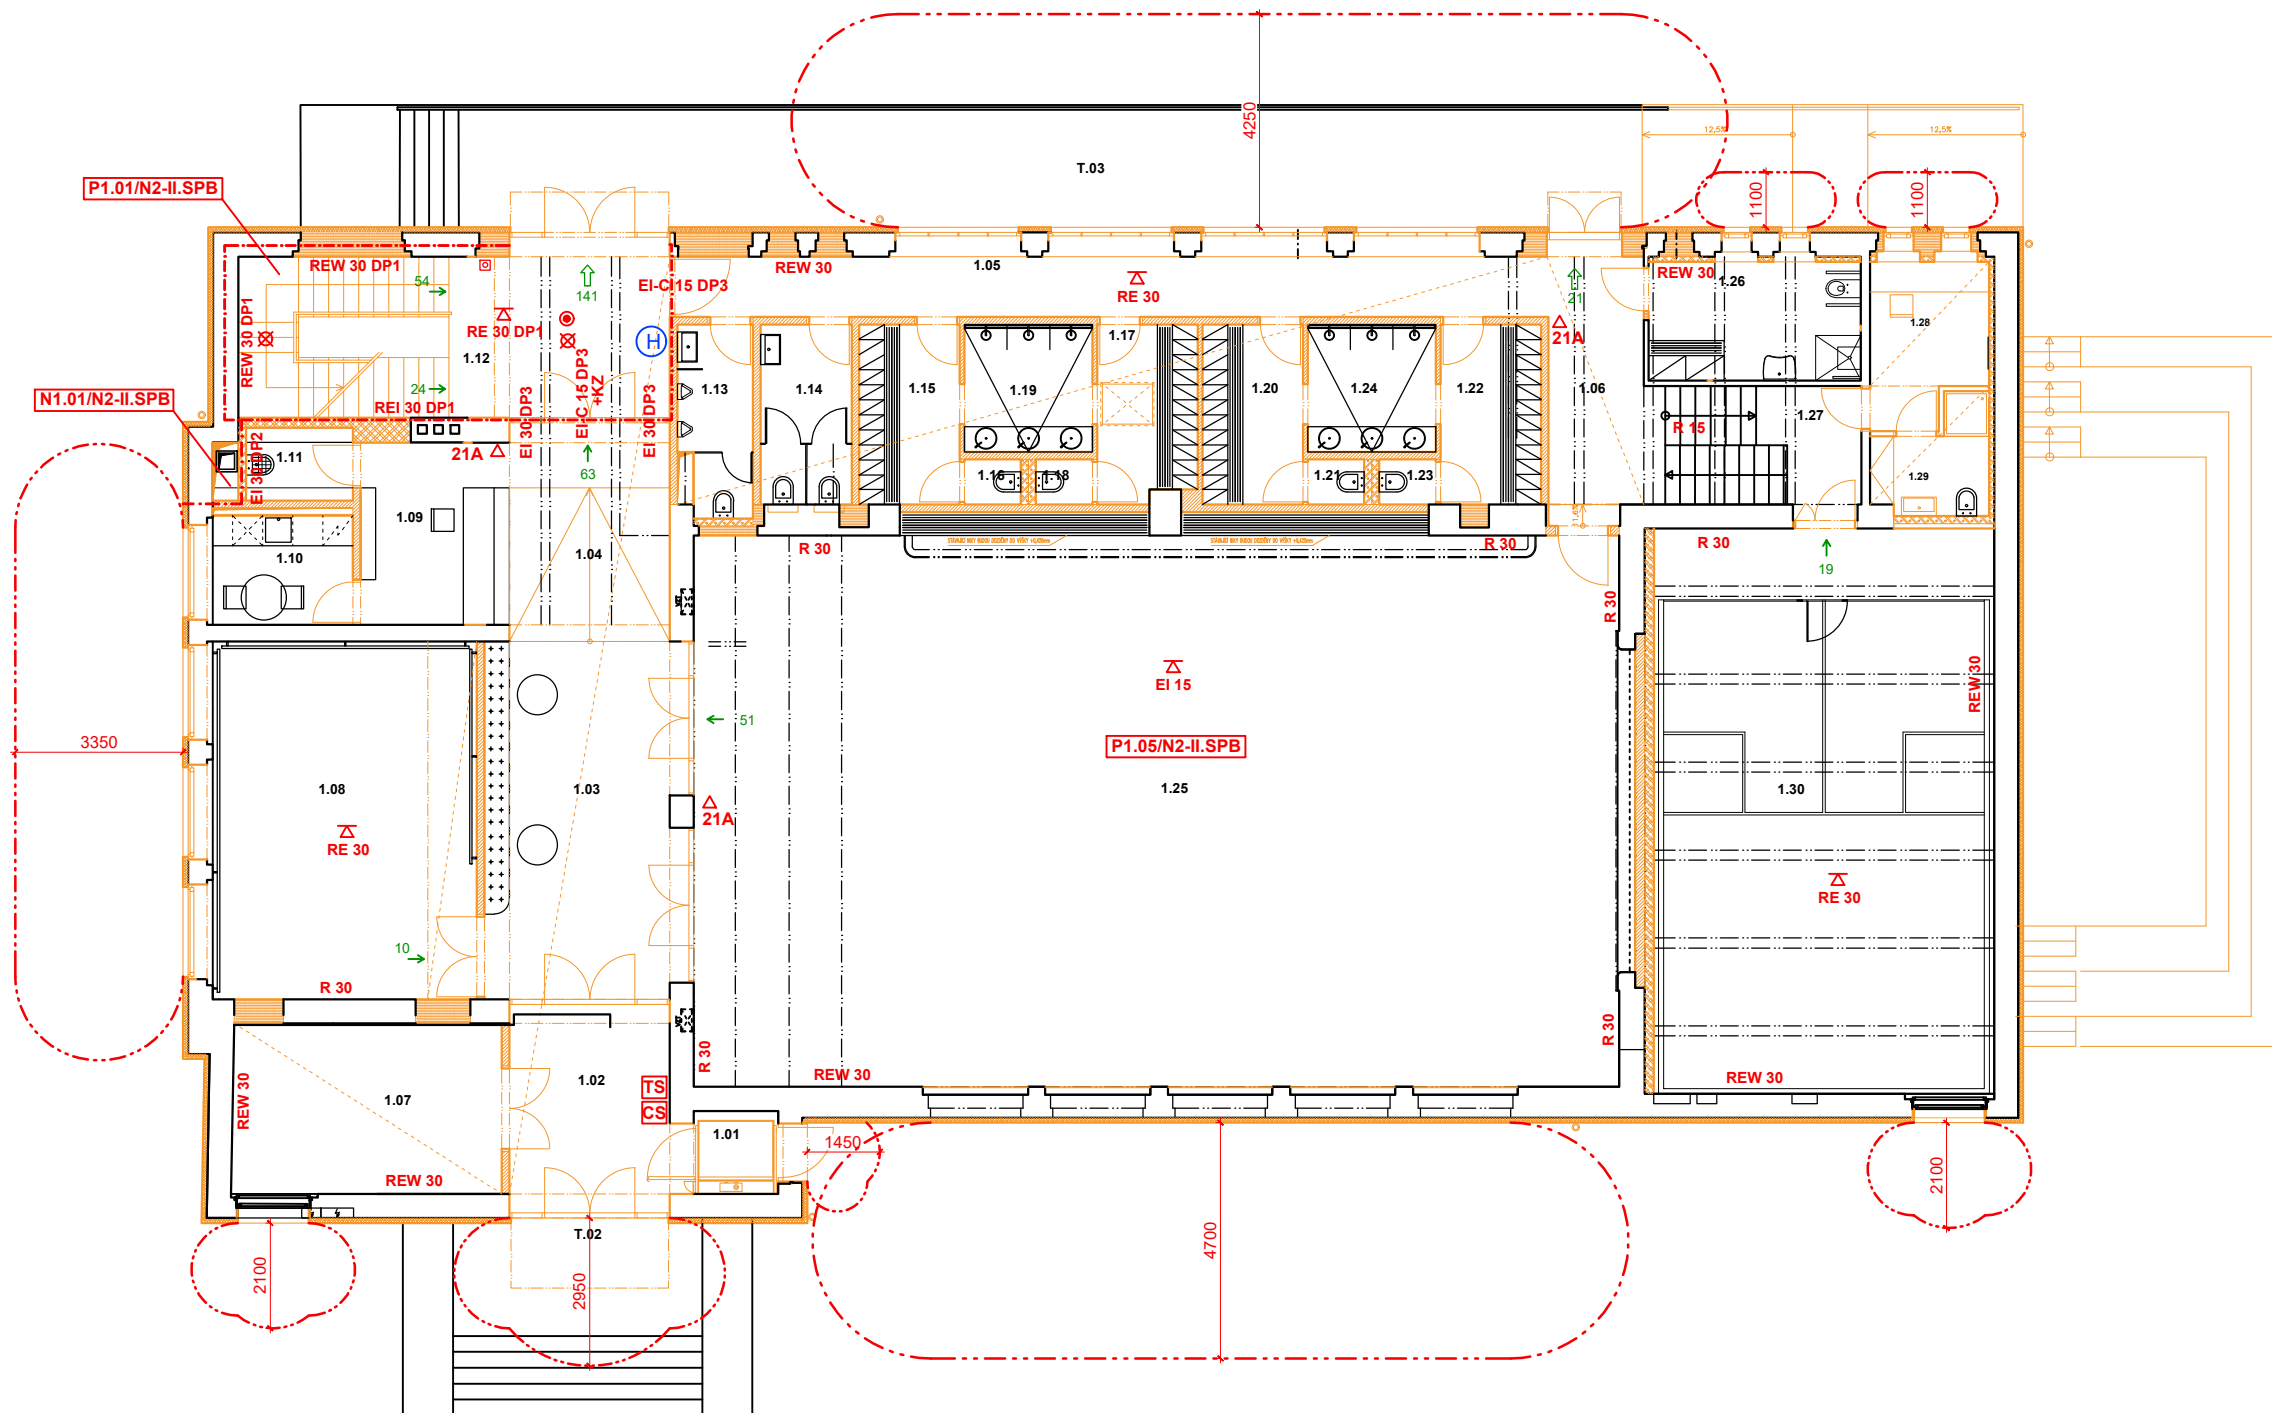 4250
12,5%
12,5%
T.03
P1.01/N2-II.SPB
1100
1100
REW 30 DP1
54
141
EI-C 15 DP3
REW 30
1.05
RE 30
21
REW 30
1.26
1.28
REW 30 DP1
RE 30 DP1
H
1.12
24
REI 30 DP1
EI 30 DP3
EI-C 15 DP3
+KZ
EI 30 DP3
1.13
1.14
1.15
1.19
1.17
1.20
1.24
1.22
21A
1.06
1.27
R 15
N1.01/N2-II.SPB
1.11
EI 30 DP2
21A
63
1.16
1.18
1.21
1.23
1.29
1.09
1.10
1.04
R 30
R 30
R 30
19
R 30
REW 30
EI 15
51
P1.05/N2-II.SPB
3350
1.08
1.03
1.25
1.30
RE 30
21A
RE 30
10
R 30
R 30
R 30
REW 30
REW 30
1.02
TS
CS
1.07
REW 30
1.01
1450
REW 30
T.02
2100
2950
4700
2100